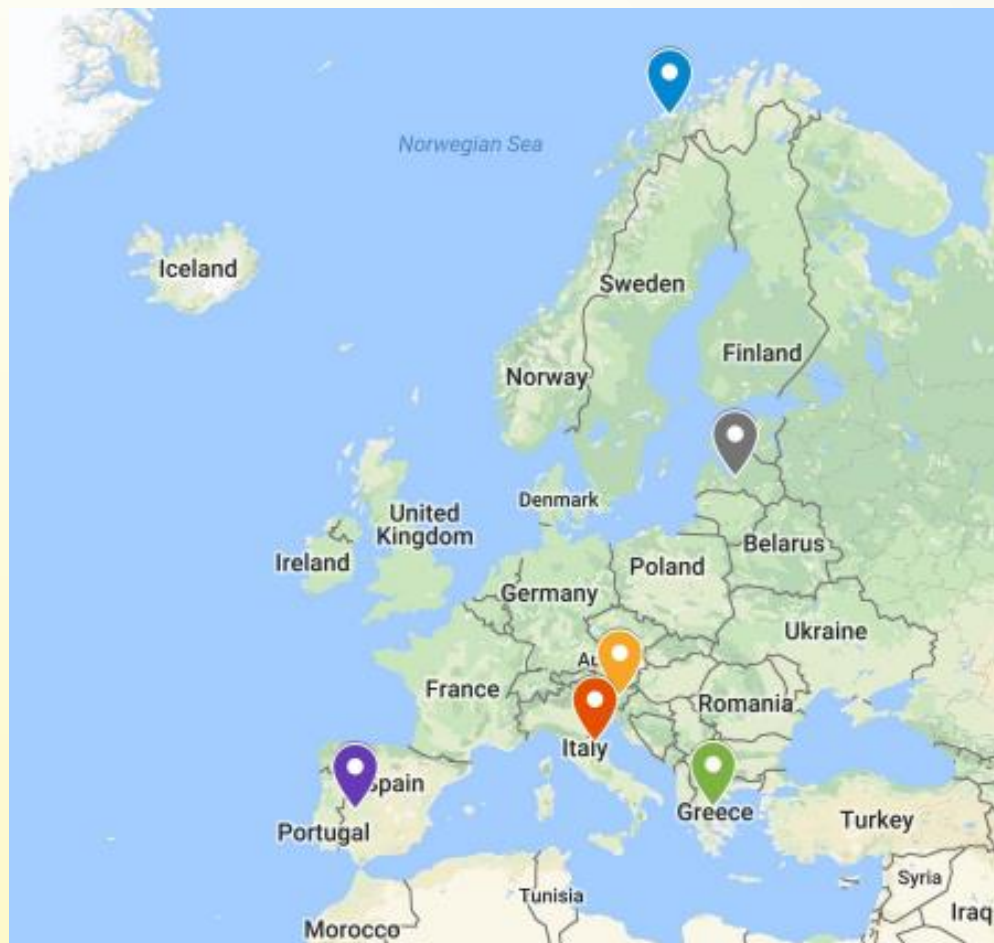 Norwegian Sea
Iceland
Sweden
Finland
Norway
Denmark
United
Kingdom
Ireland
Belarus
Poland
Germany
Ukraine
Au
France
Romania
Italy
Spain
Greece
Portugal
Turkey
Syria
Tunisia
Iraq
Morocco